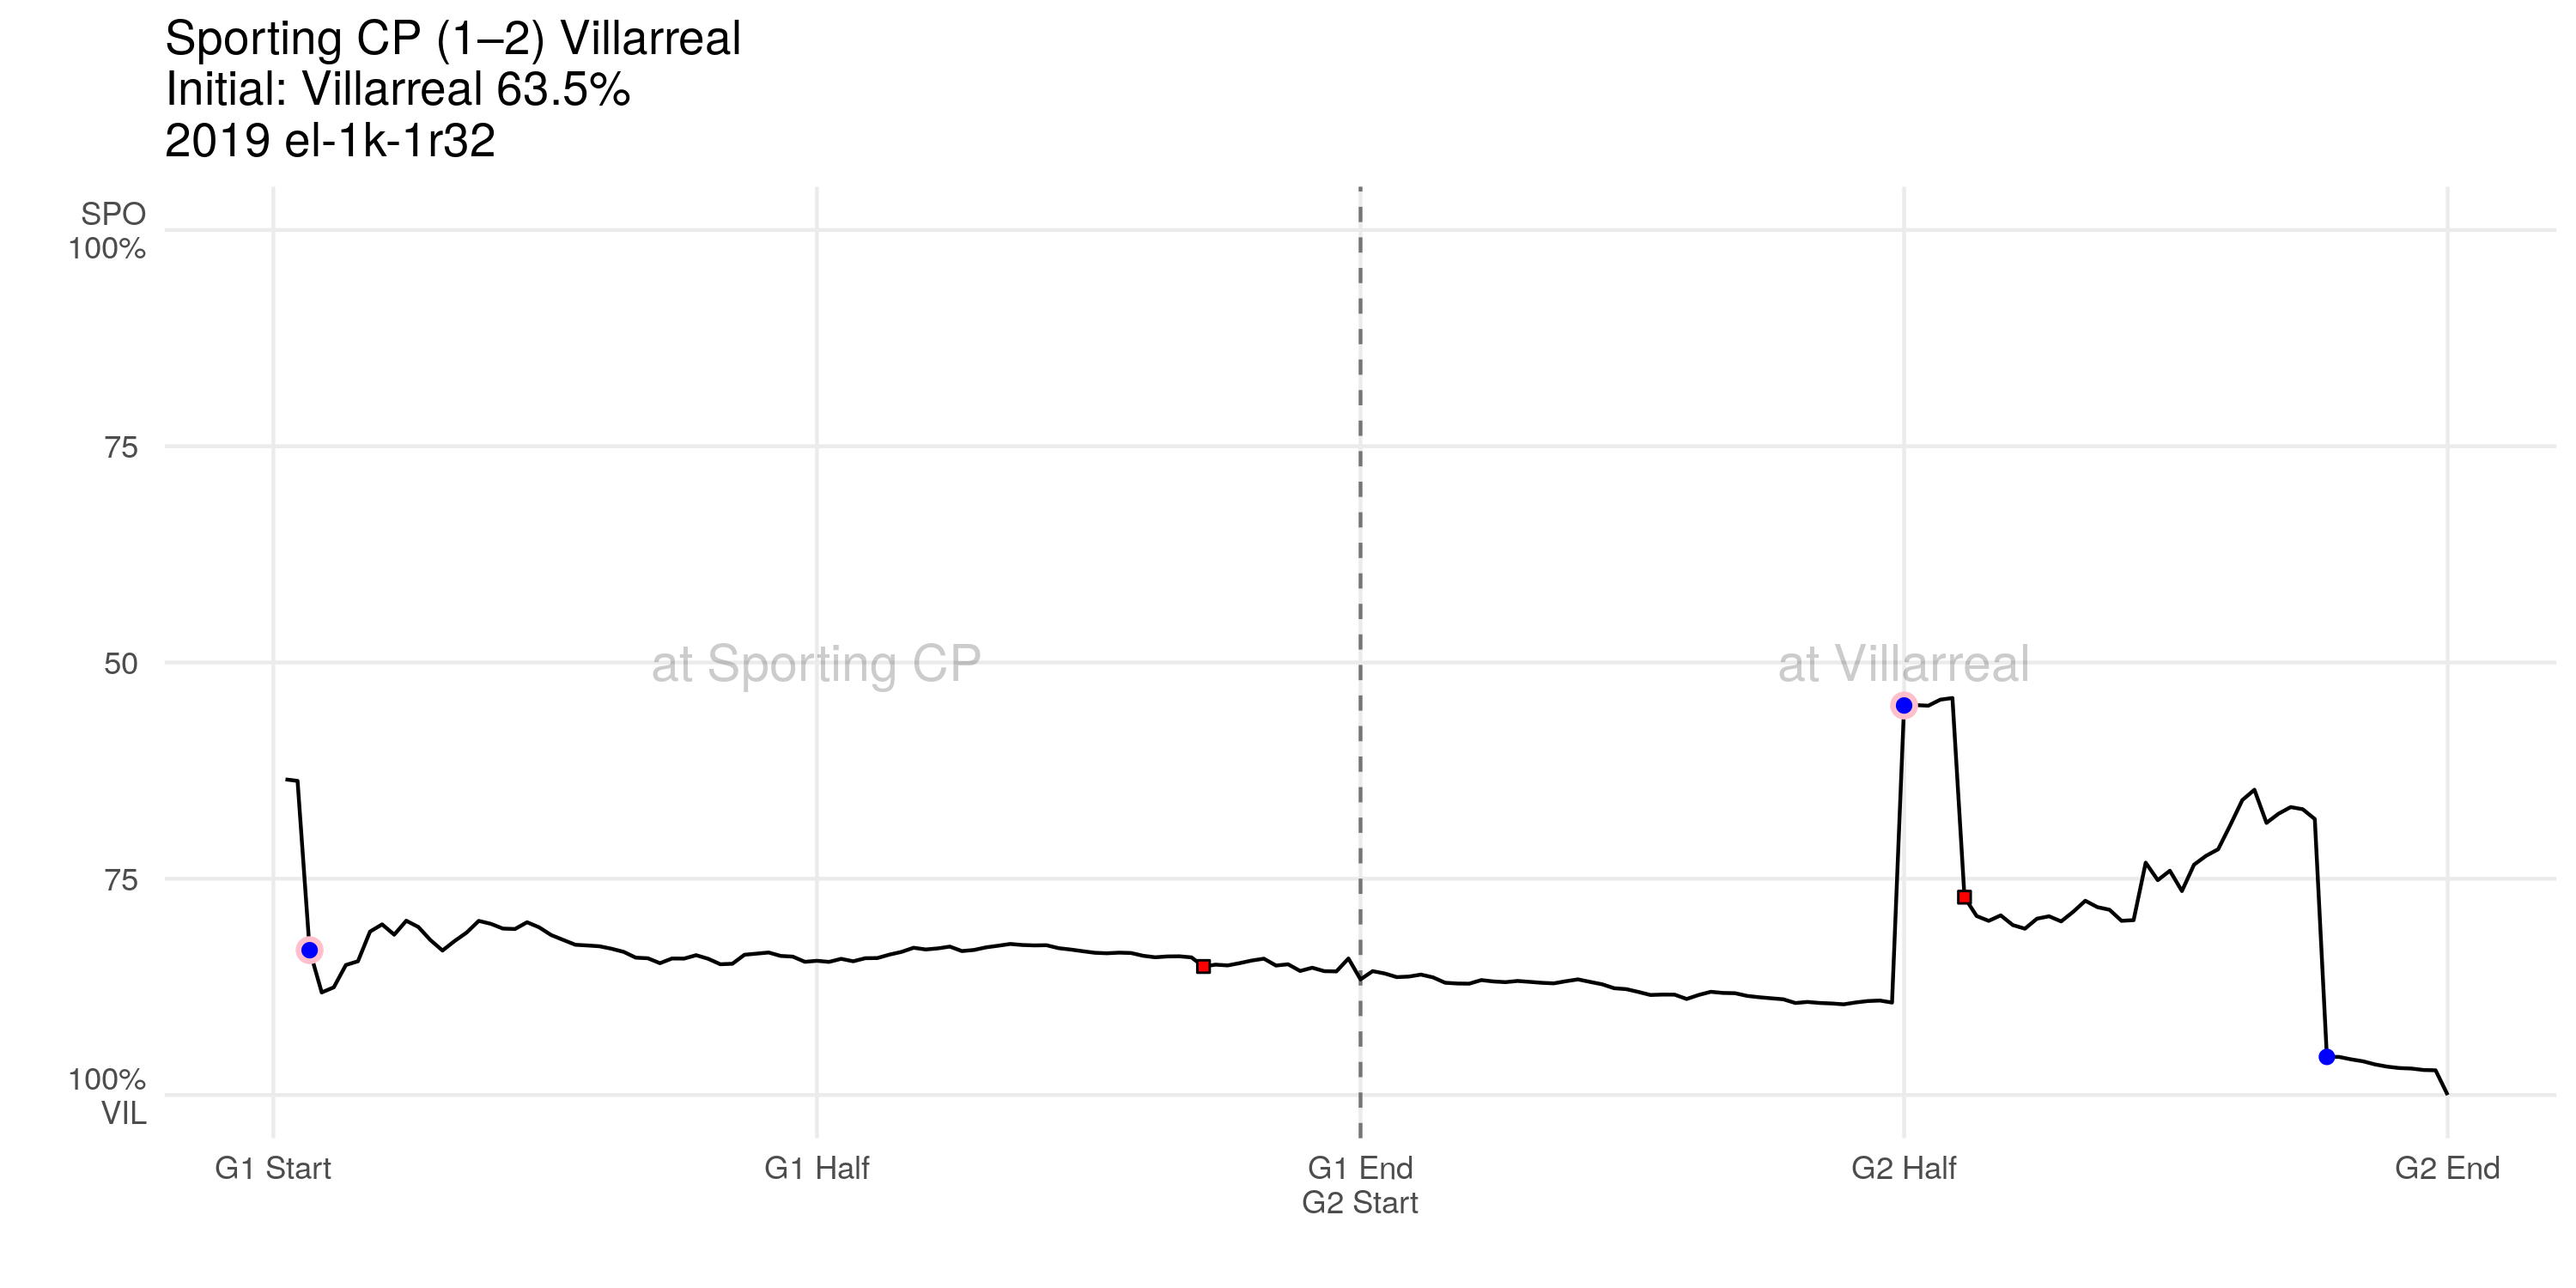 Sporting CP (1–2) Villarreal
Initial: Villarreal 63.5%
2019 el-1k-1r32
SPO
100%
75
50
75
100%
VIL
at Sporting CP
at Villarreal
G1 Start
G1 Half
G1 End
G2 Start
G2 Half
G2 End